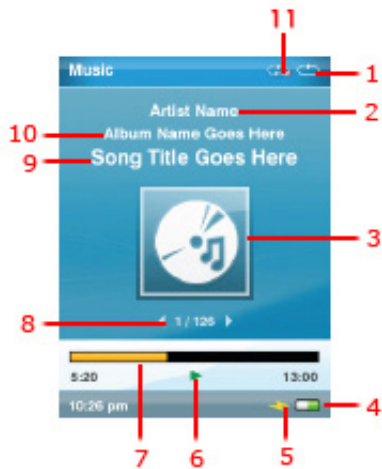 11
Music
1
Artist Name
2
10
Album Name Goes Here
9
Song Title Goes Here
3
8
1 / 126
5:20
13:00
10:26 pm
4
7
6
5